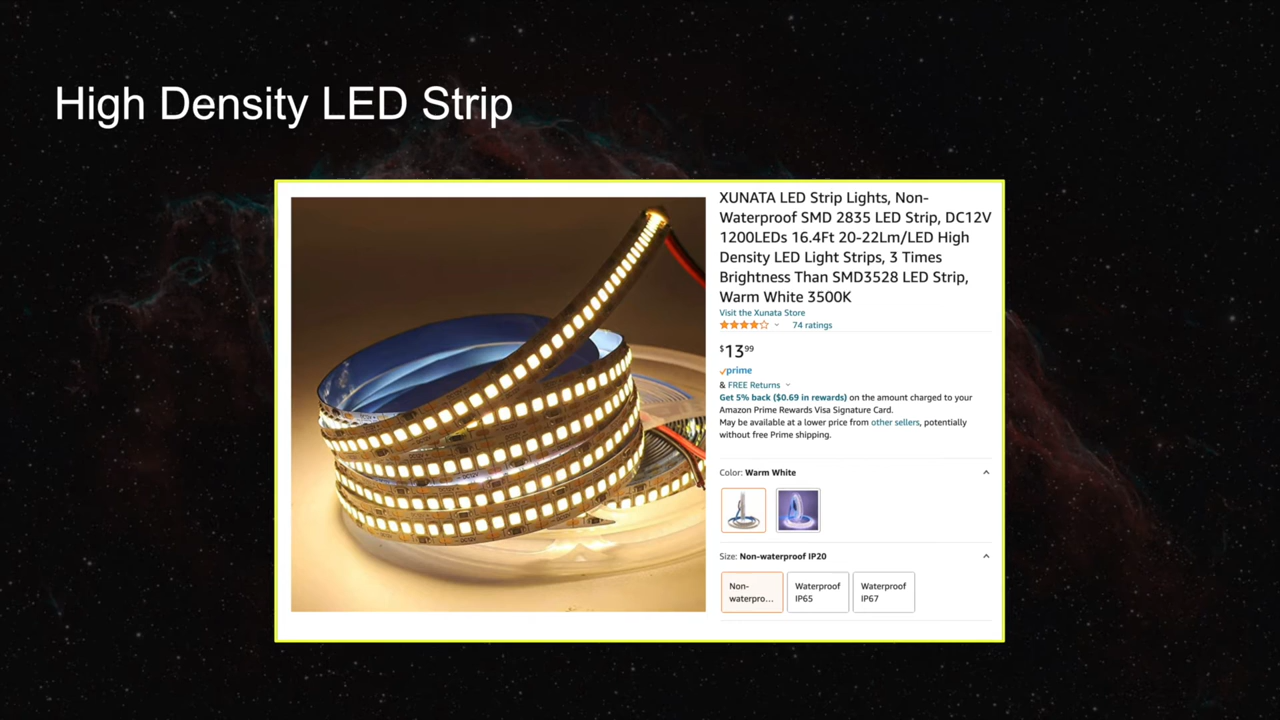 High Density LED Strip
XUNATA LED Strip Lights, Non-
Waterproof SMD 2835 LED Strip, DC12V
1200LEDs 16.4Ft 20-22Lm/LED High
Density LED Light Strips, 3 Times
Brightness Than SMD3528 LED Strip,
Warm White 3500K
Visit the Xunata Store
74 ratings
$13 99
prime
& FREE Returns
Get 5% back ($0.69 in rewards) on the amount charged to your
Amazon Prime Rewards Visa Signature Card.
May be available at a lower price from other sellers, potentially
without free Prime shipping.
Color: Warm White
Size: Non-waterproof IP20
Non-
waterpro...
Waterproof
IP65
Waterproof
IP67